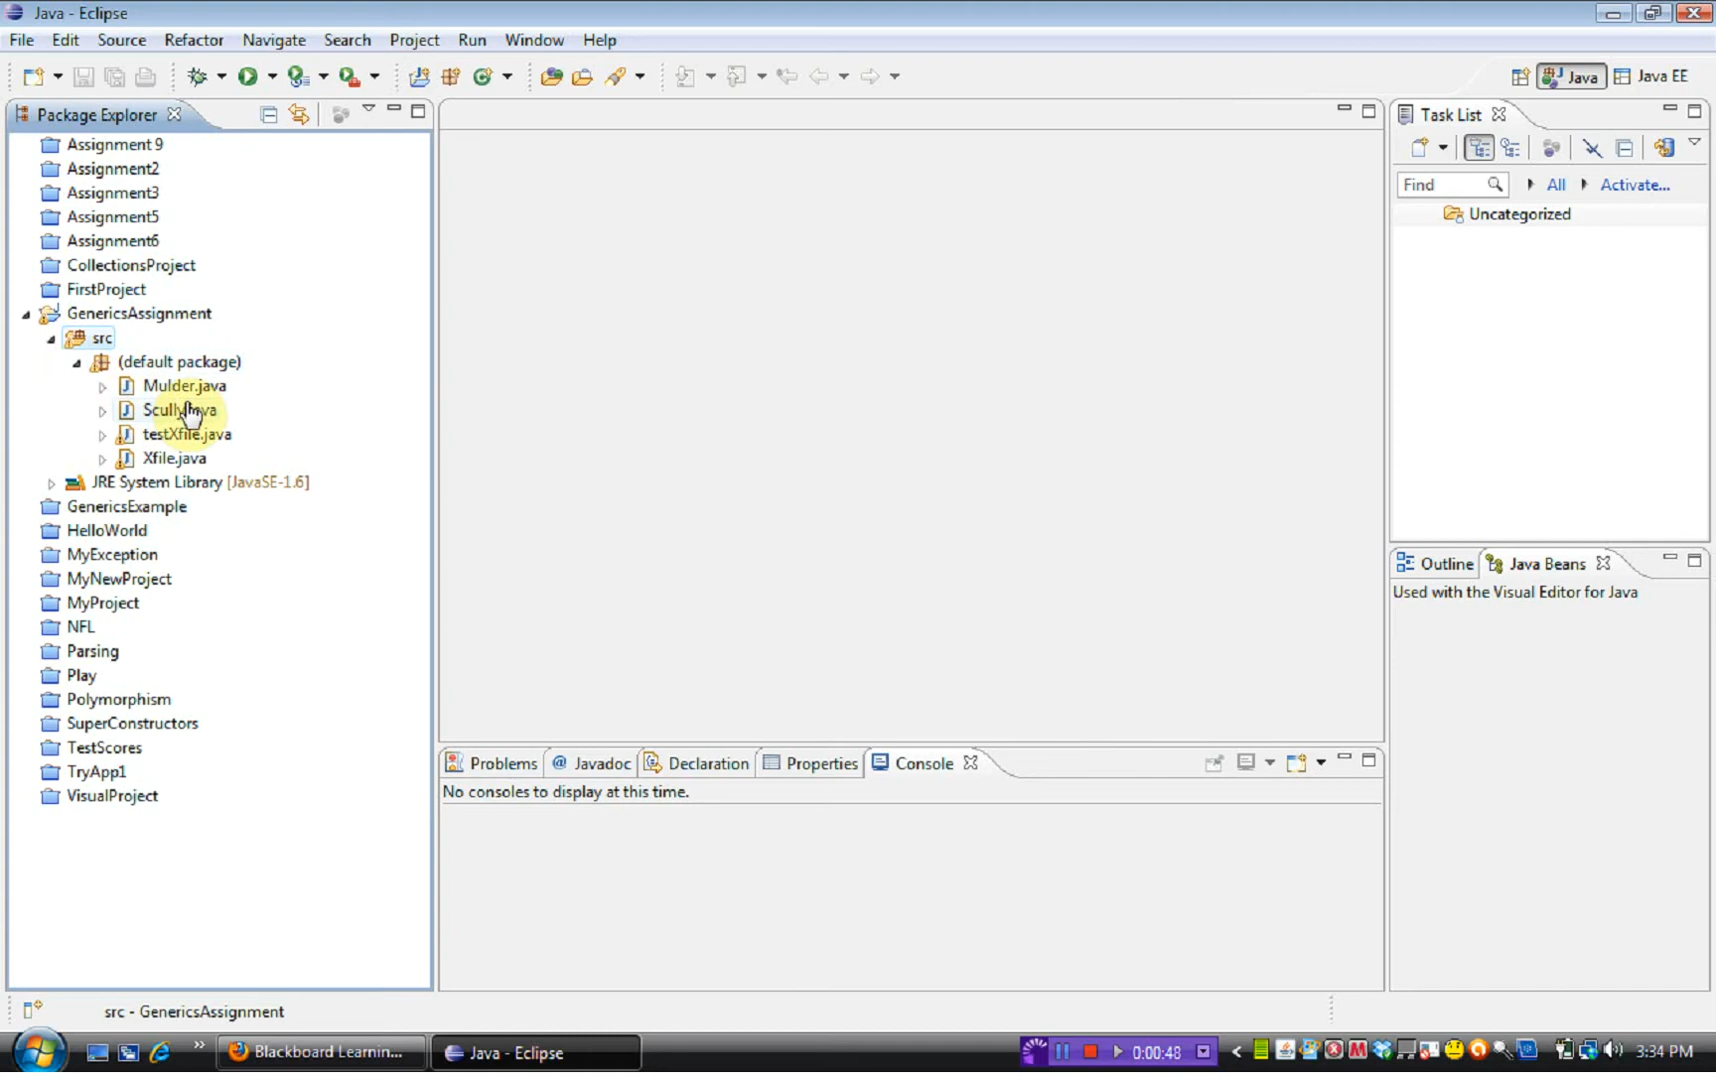 Java - Eclipse
File Edit Source Refactor Navigate Search Project Run Window Help
Java Java EE
Package Explorer
Assignment 9
Assignment2
Assignment3
Assignment5
Assignment6
CollectionsProject
FirstProject
GenericsAssignment
src
(default package)
Mulder.java
Scully.java
testXfile.java
Xfile.java
JRE System Library [JavaSE-1.6]
GenericsExample
HelloWorld
MyException
MyNewProject
MyProject
NFL
Parsing
Play
Polymorphism
SuperConstructors
TestScores
TryApp1
VisualProject
Task List
Find All Activate...
Uncategorized
Outline Java Beans
Used with the Visual Editor for Java
Problems @ Javadoc Declaration Properties Console
No consoles to display at this time.
src - GenericsAssignment
Blackboard Learnin... Java - Eclipse 0:00:48 3:34 PM